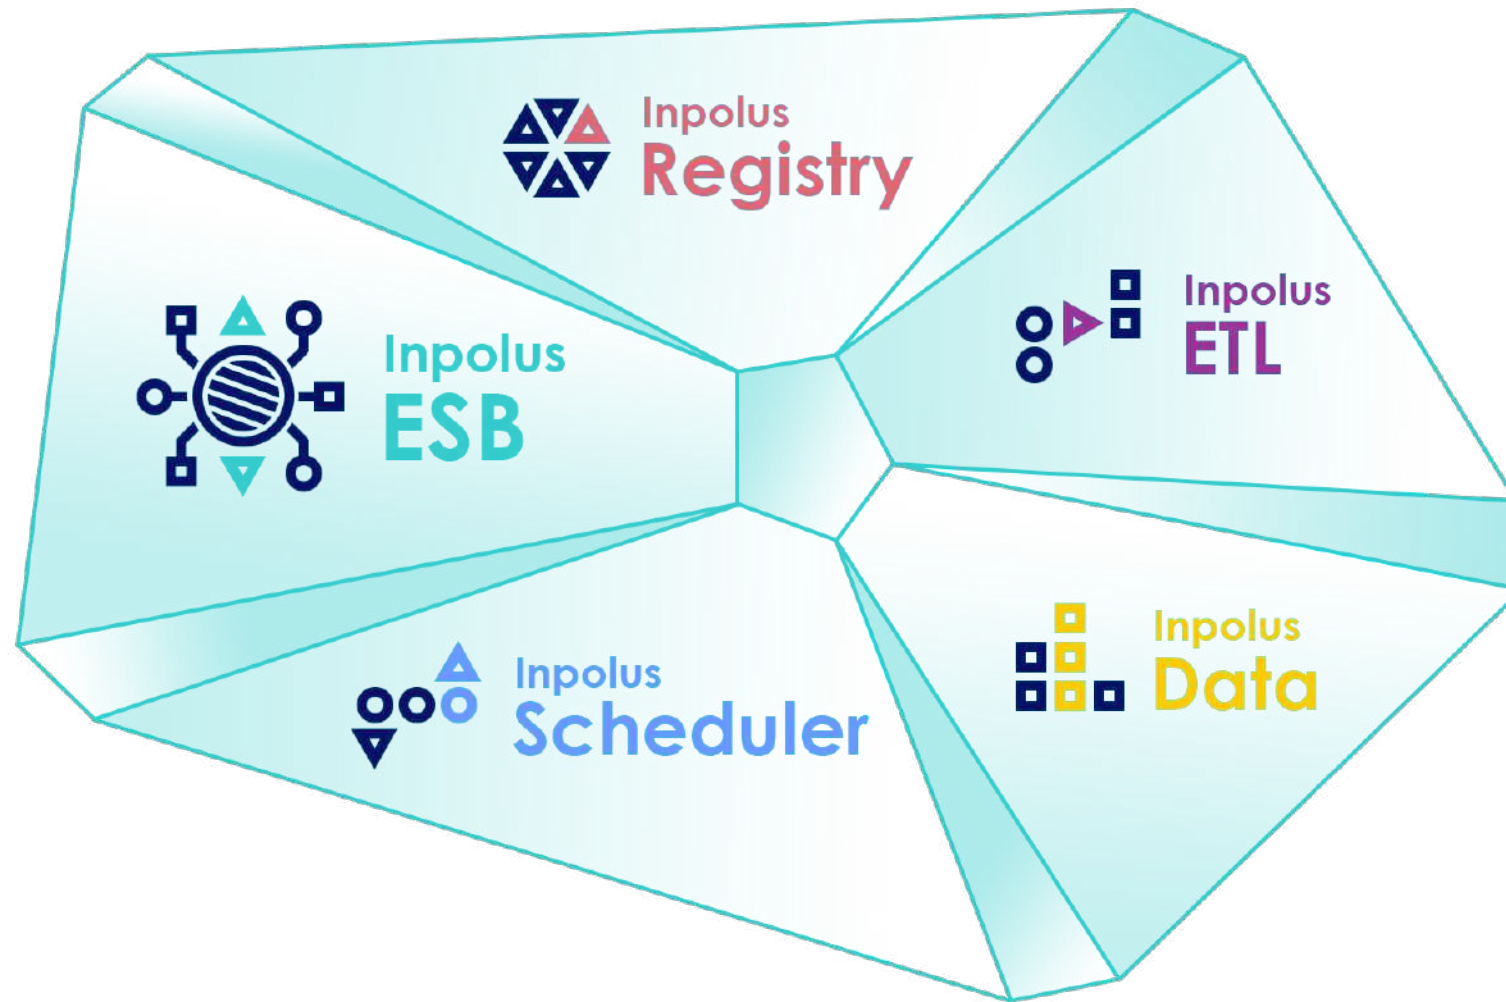 Inpolus
Registry
Inpolus
ETL
Inpolus
ESB
Inpolus
Data
Inpolus
Scheduler